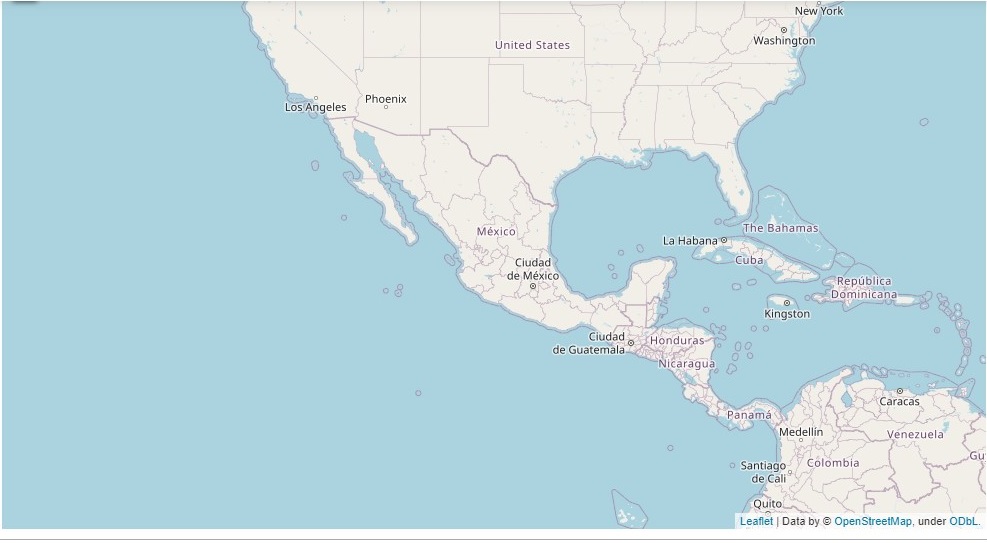 New York
Washington
United States
Los Angeles
Phoenix
México
Ciudad
de México
La Habana
The Bahamas
Cuba
República
Dominicana
Kingston
Ciudad
de Guatemala
Honduras
Nicaragua
Panamá
Caracas
Medellín
Venezuela
Santiago
de Cali
Colombia
Gu
Quito
Leaflet | Data by © OpenStreetMap, under ODbL.